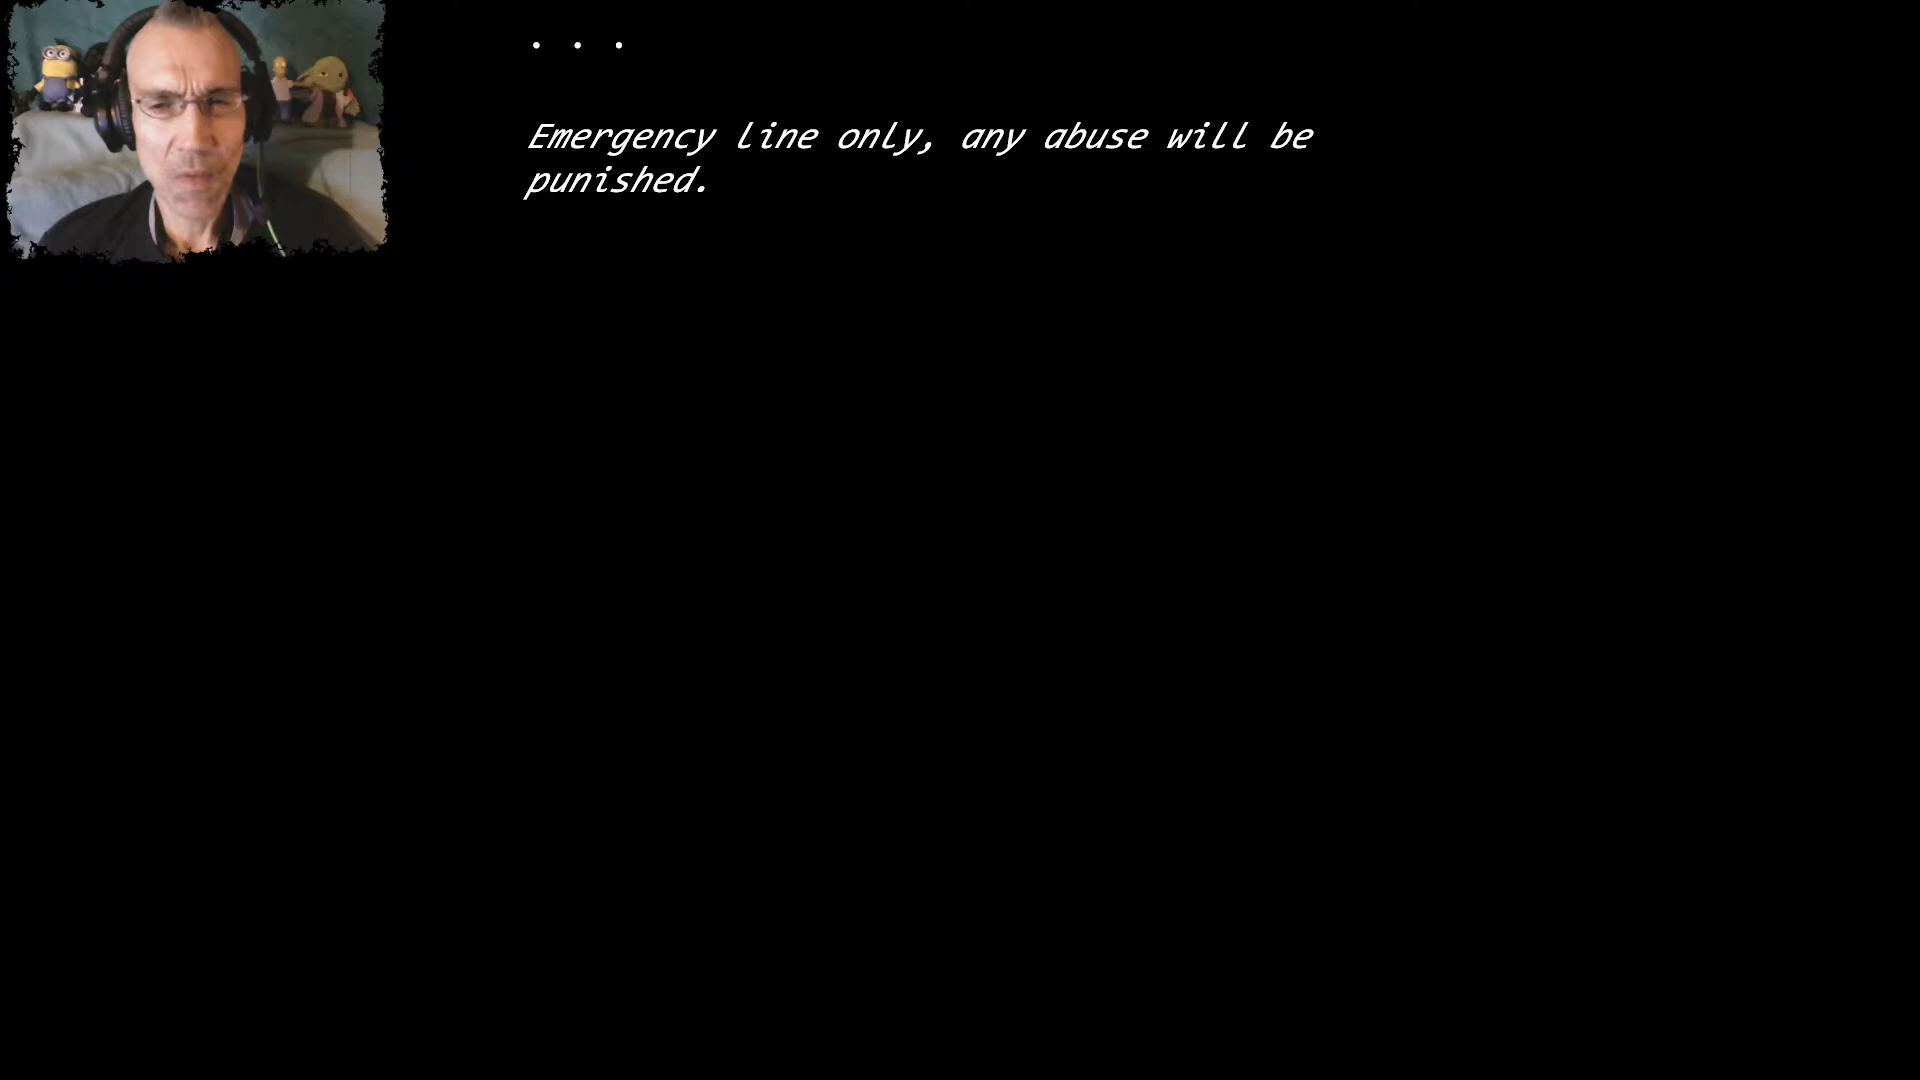 . . .
Emergency line only, any abuse will be
punished.